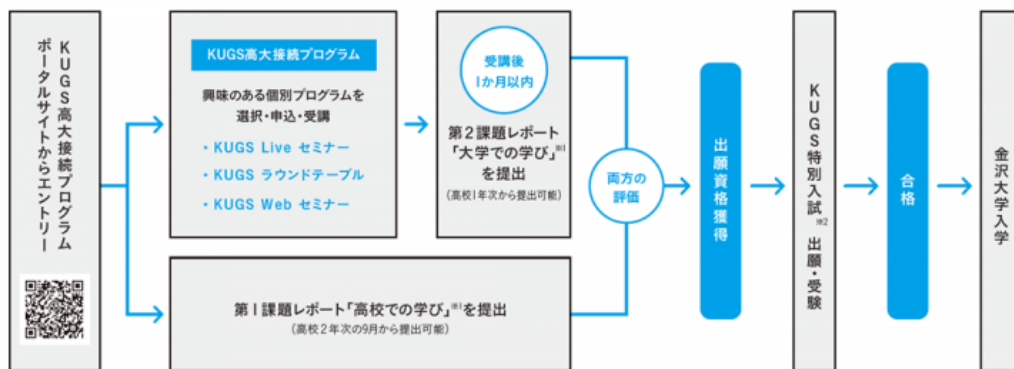 KUGS高大接続プログラム
ポータルサイトからエントリー
KUGS高大接続プログラム
興味のある個別プログラムを
選択・申込・受講
・KUGS Live セミナー
・KUGS ラウンドテーブル
・KUGS Web セミナー
受講後
1か月以内
第2課題レポート
「大学での学び」※1
を提出
(高校1年次から提出可能)
第1課題レポート「高校での学び」※1を提出
(高校2年次の9月から提出可能)
両方の
評価
出願資格獲得
KUGS特別入試※2 出願・受験
合格
金沢大学入学